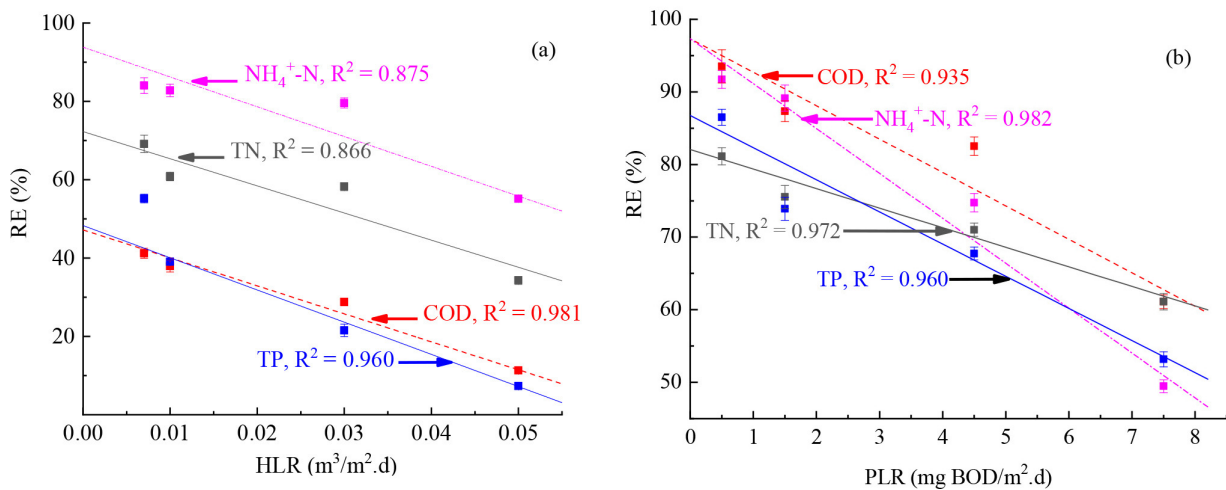 (a)
RE (%)
100
80
60
40
20
NH₄⁺-N, R² = 0.875
TN, R² = 0.866
COD, R² = 0.981
TP, R² = 0.960
0.00 0.01 0.02 0.03 0.04 0.05
HLR (m³/m².d)
(b)
RE (%)
100
90
80
70
60
50
COD, R² = 0.935
NH₄⁺-N, R² = 0.982
TN, R² = 0.972
TP, R² = 0.960
0 1 2 3 4 5 6 7 8
PLR (mg BOD/m².d)